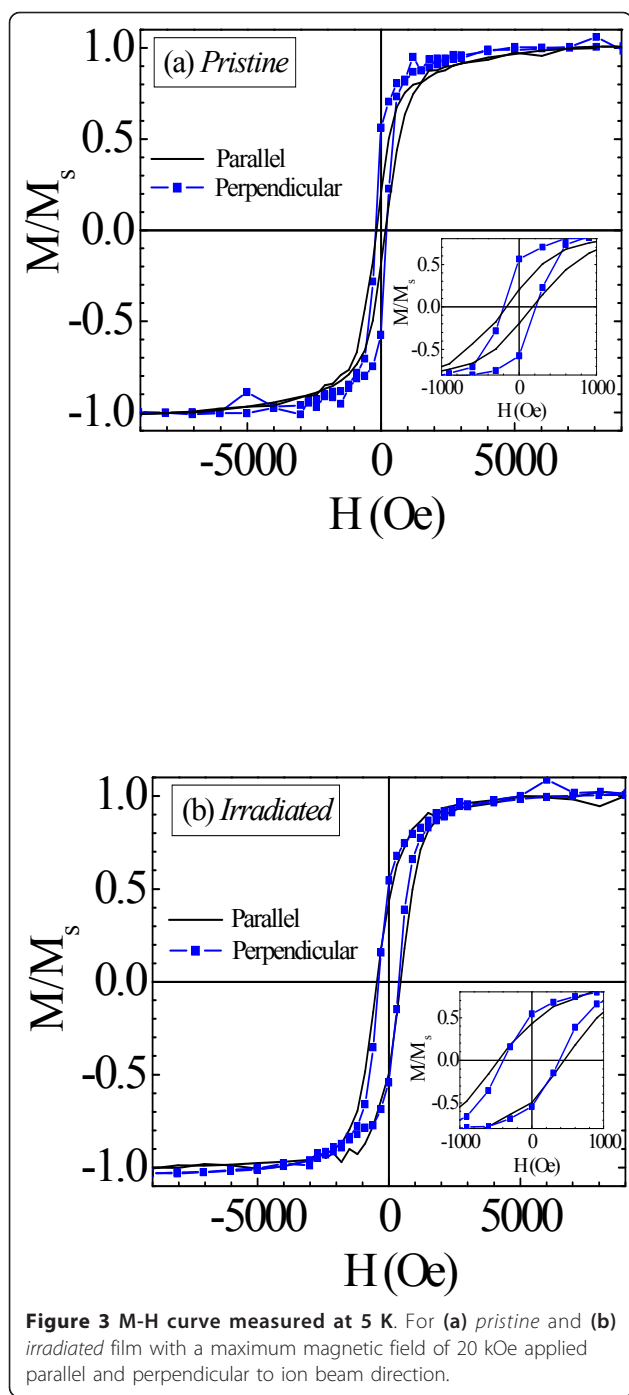 (a) Pristine
Parallel
Perpendicular
M/Ms
1.0
0.5
0.0
-0.5
-1.0
-5000 0 5000
H (Oe)
M/Ms
0.5
0.0
-0.5
-1000 0 1000
H (Oe)
(b) Irradiated
Parallel
Perpendicular
M/Ms
1.0
0.5
0.0
-0.5
-1.0
-5000 0 5000
H (Oe)
M/Ms
0.5
0.0
-0.5
-1000 0 1000
H (Oe)
Figure 3 M-H curve measured at 5 K. For (a) pristine and (b)
irradiated film with a maximum magnetic field of 20 kOe applied
parallel and perpendicular to ion beam direction.